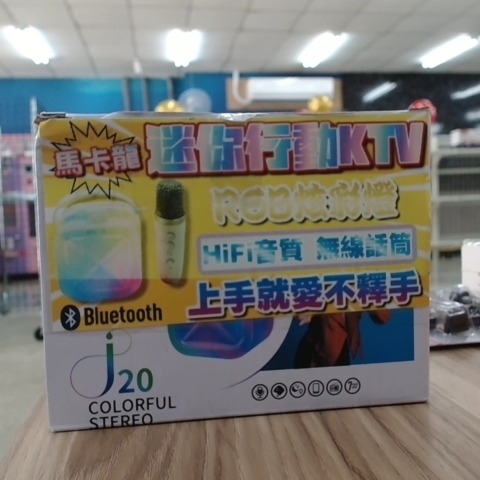 馬卡龍
迷你行動KTV
RGB炫彩燈
HiFi音質 無線話筒
上手就愛不釋手
Bluetooth
J20
COLORFUL
STEREO